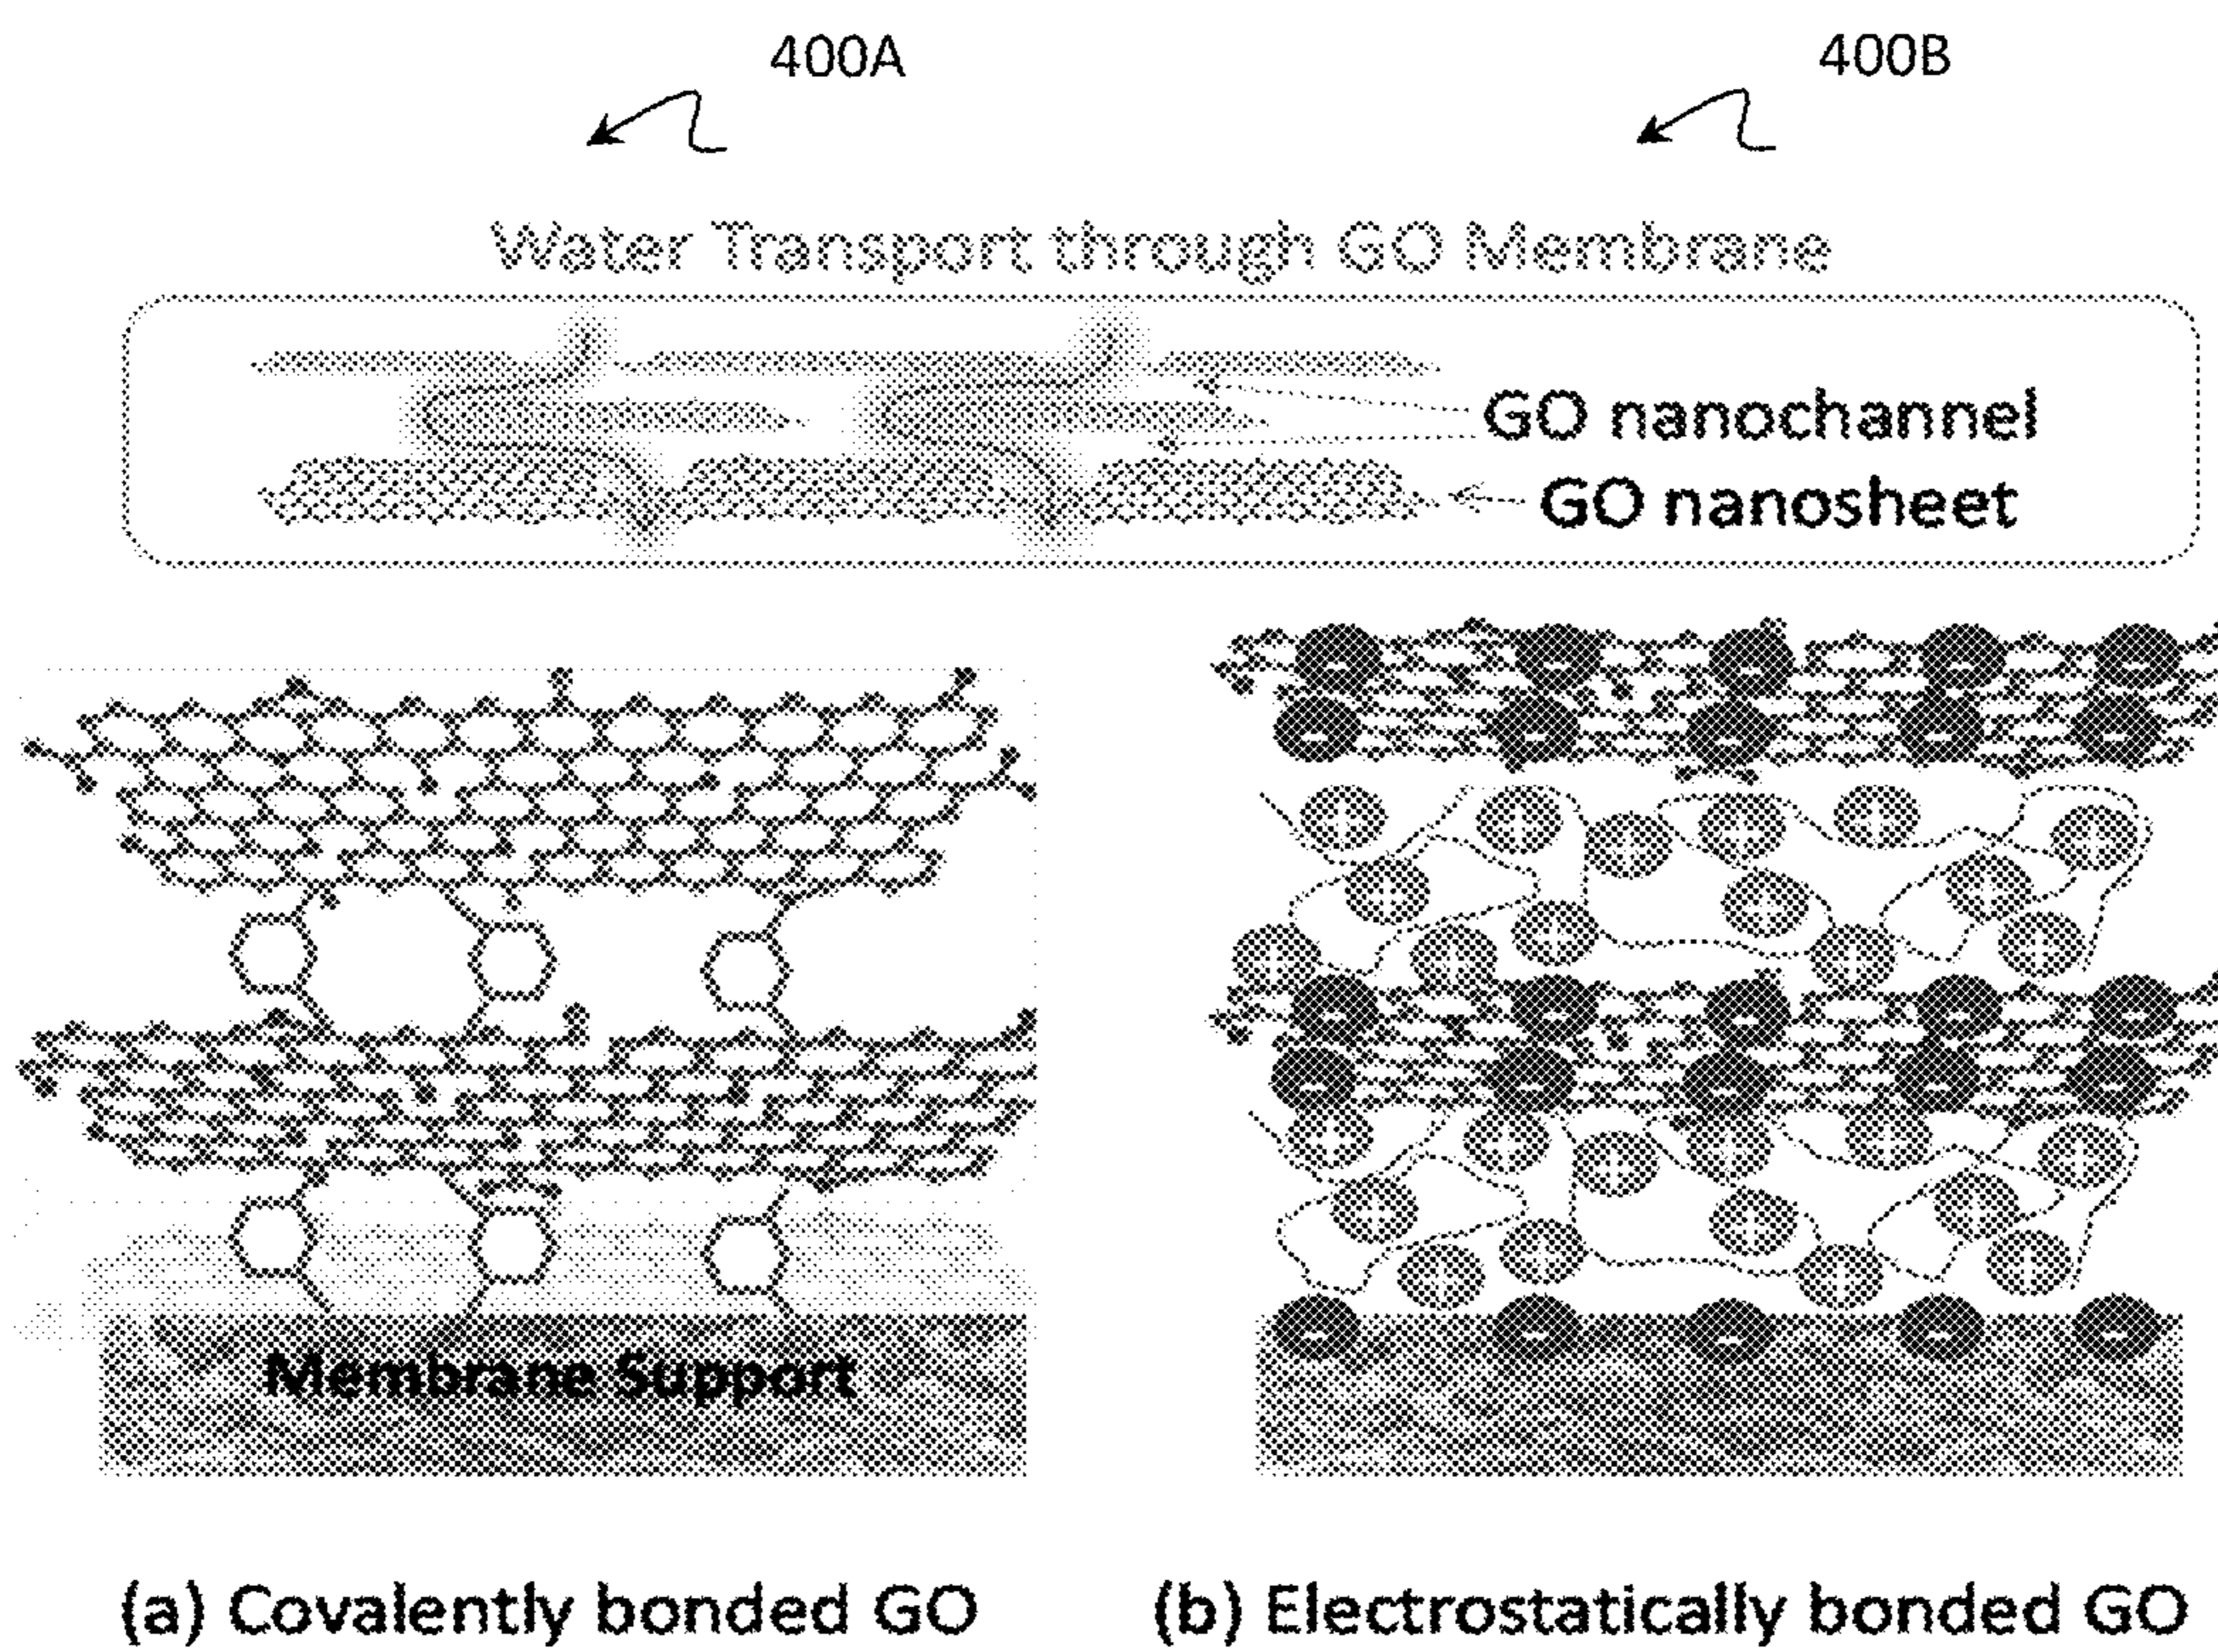 400A
400B
Water Transport through GO Membrane
GO nanochannel
GO nanosheet
Membrane Support
(a) Covalently bonded GO
(b) Electrostatically bonded GO